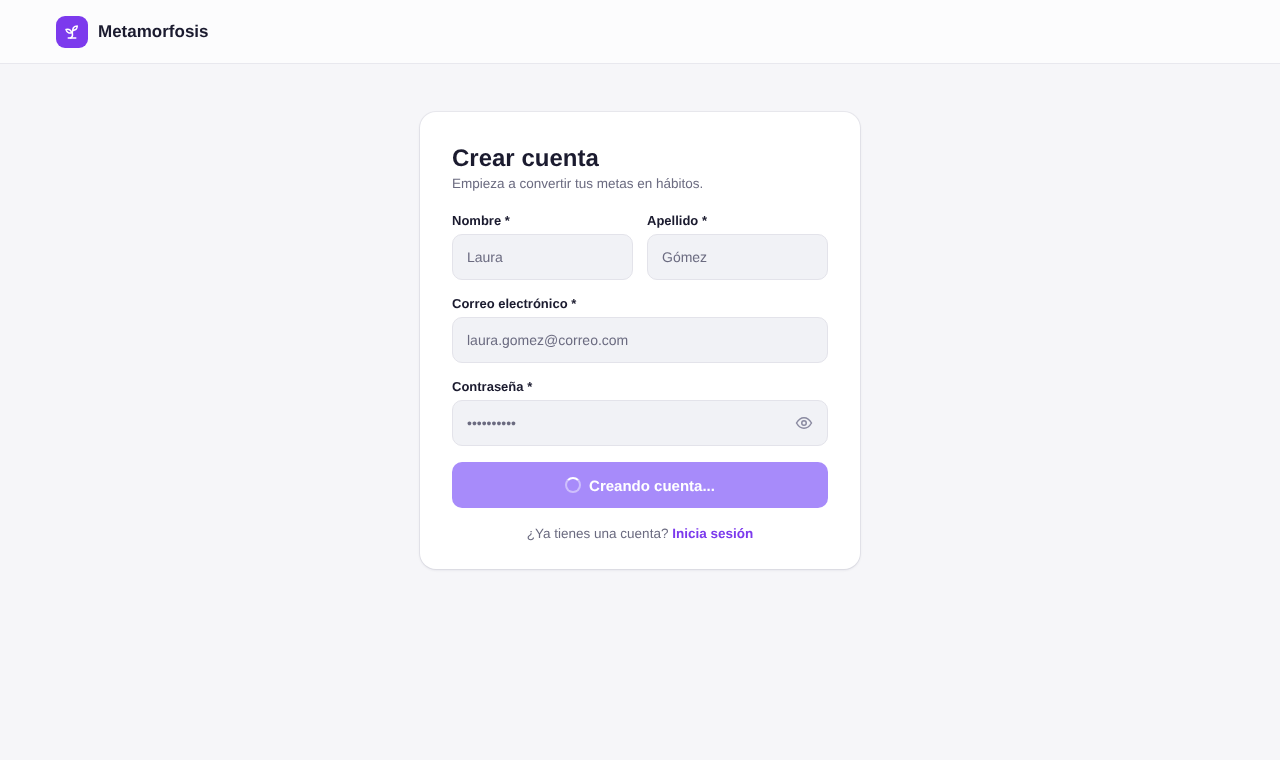 Metamorfosis
Crear cuenta
Empieza a convertir tus metas en hábitos.
Nombre * Apellido *
Laura Gómez
Correo electrónico *
laura.gomez@correo.com
Contraseña *
••••••••••
Creando cuenta...
¿Ya tienes una cuenta? Inicia sesión